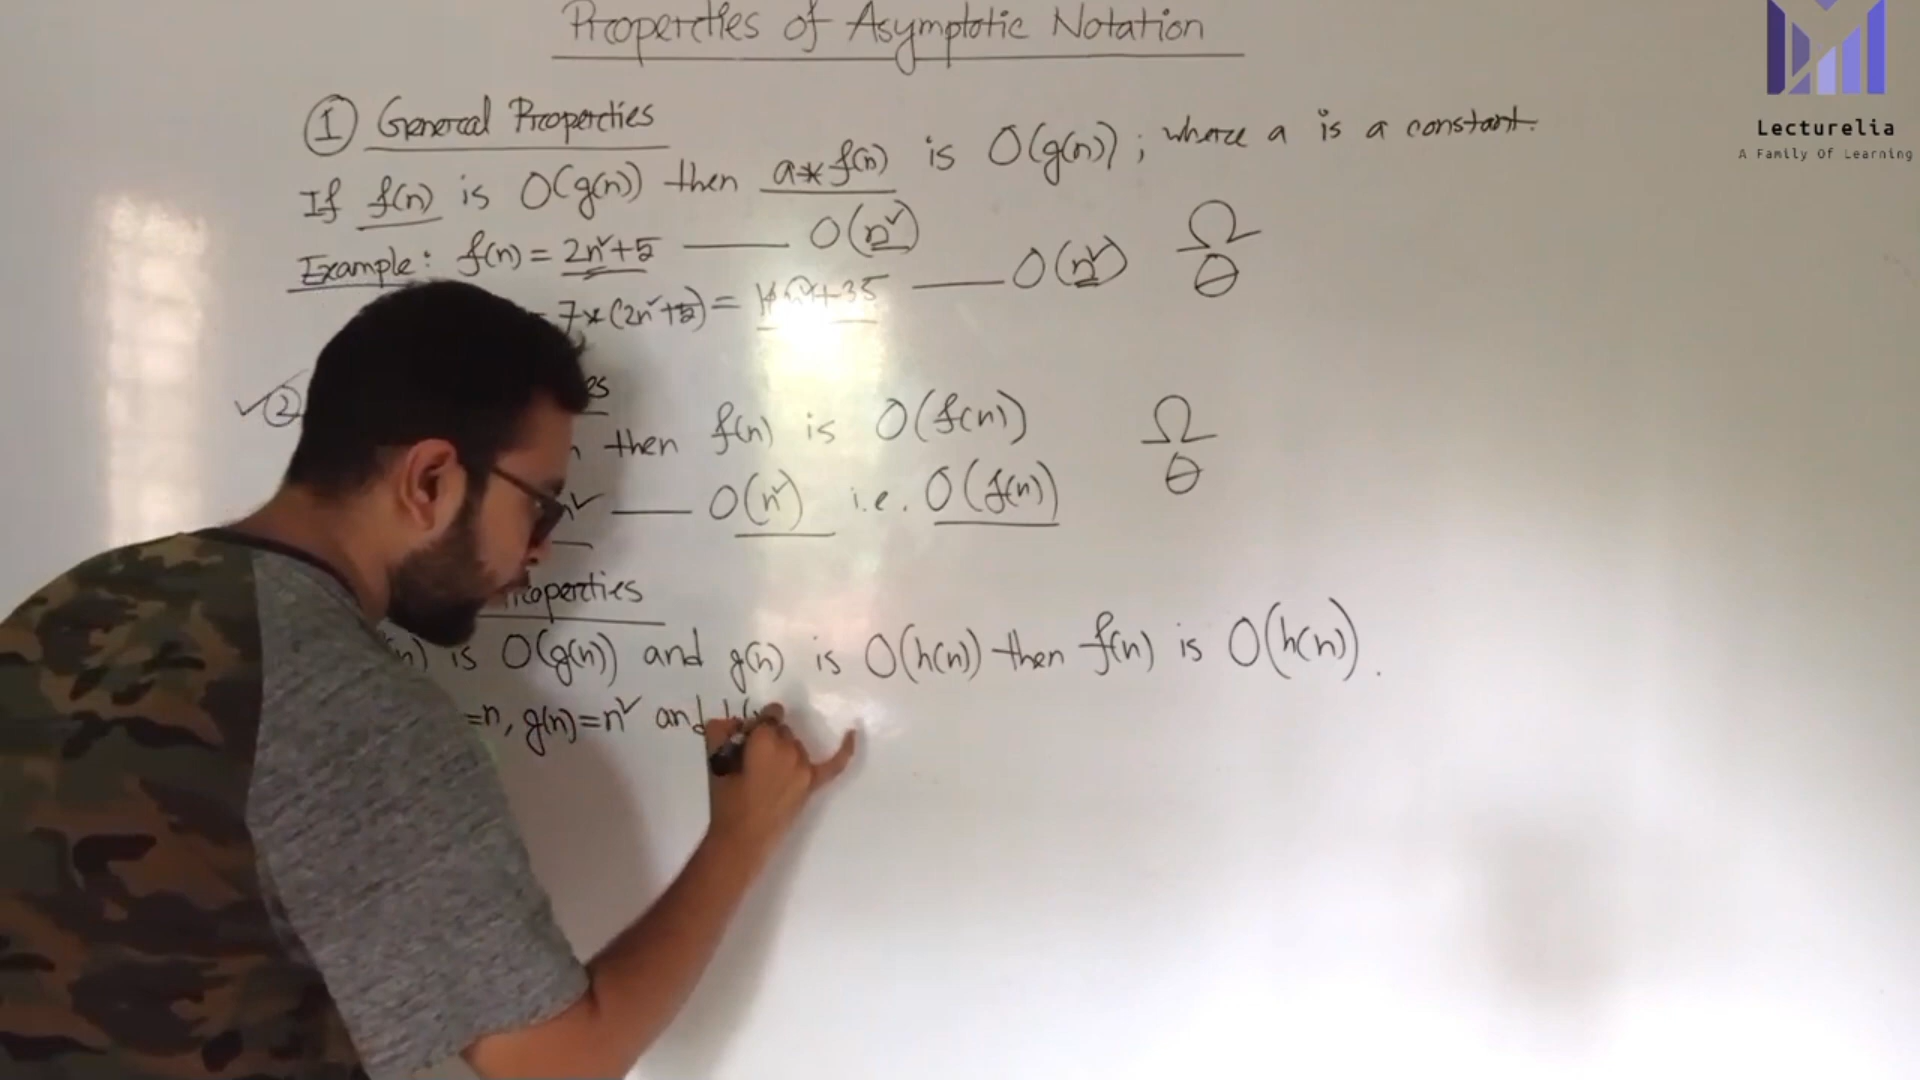 Properties of Asymptotic Notation
① General Properties
If f(n) is O(g(n)) then a*f(n) is O(g(n)); where a is a constant.
Example: f(n) = 2n²+5 —— O(n²) Ω
= 7*(2n²+5) = 14n²+35 —— O(n²) θ
②
then f(n) is O(f(n)) Ω
n² —— O(n²) i.e. O(f(n)) θ
Properties
is O(g(n)) and g(n) is O(h(n)) then f(n) is O(h(n)).
=n, g(n)=n² and
Lecturelia
A Family Of Learning